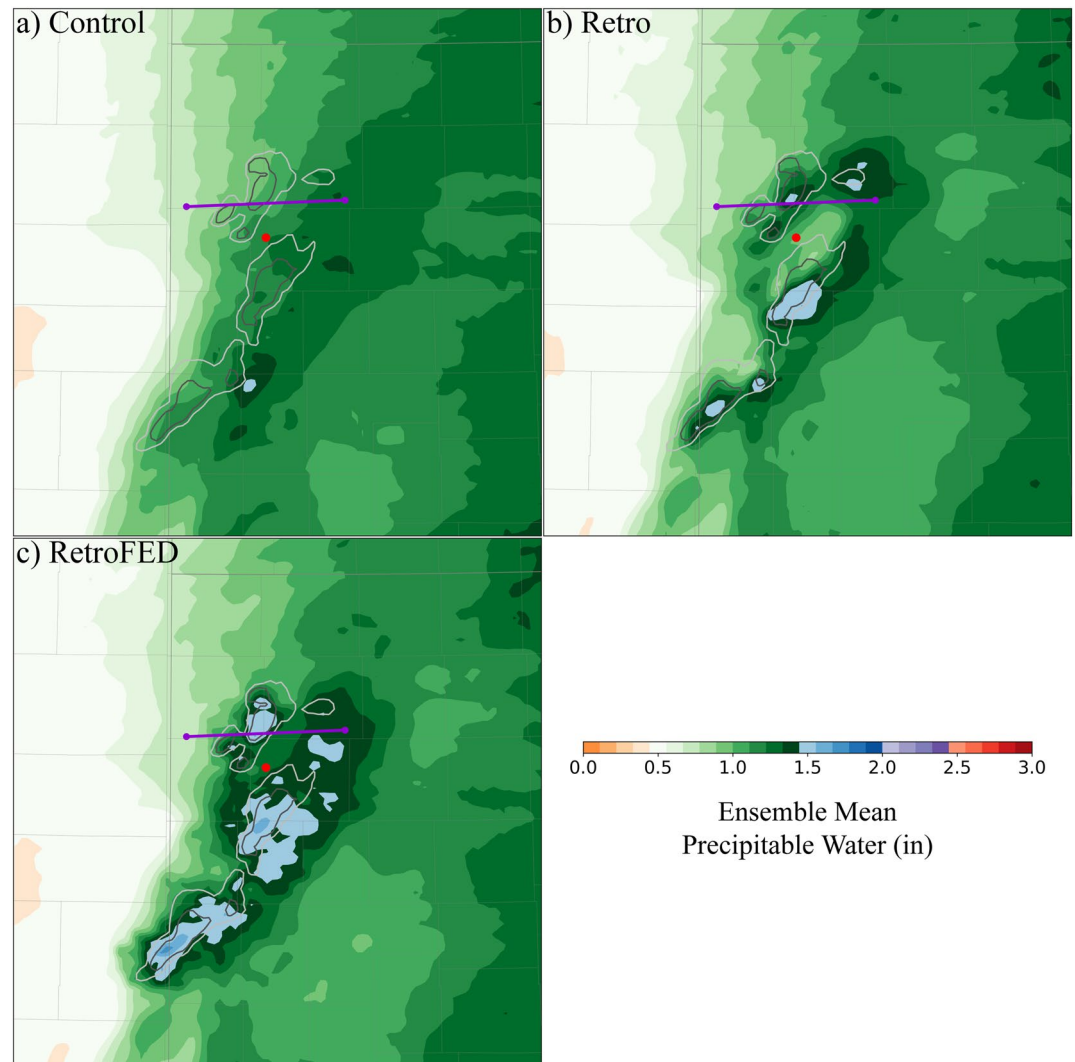 a) Control
b) Retro
c) RetroFED
0.0 0.5 1.0 1.5 2.0 2.5 3.0
Ensemble Mean
Precipitable Water (in)